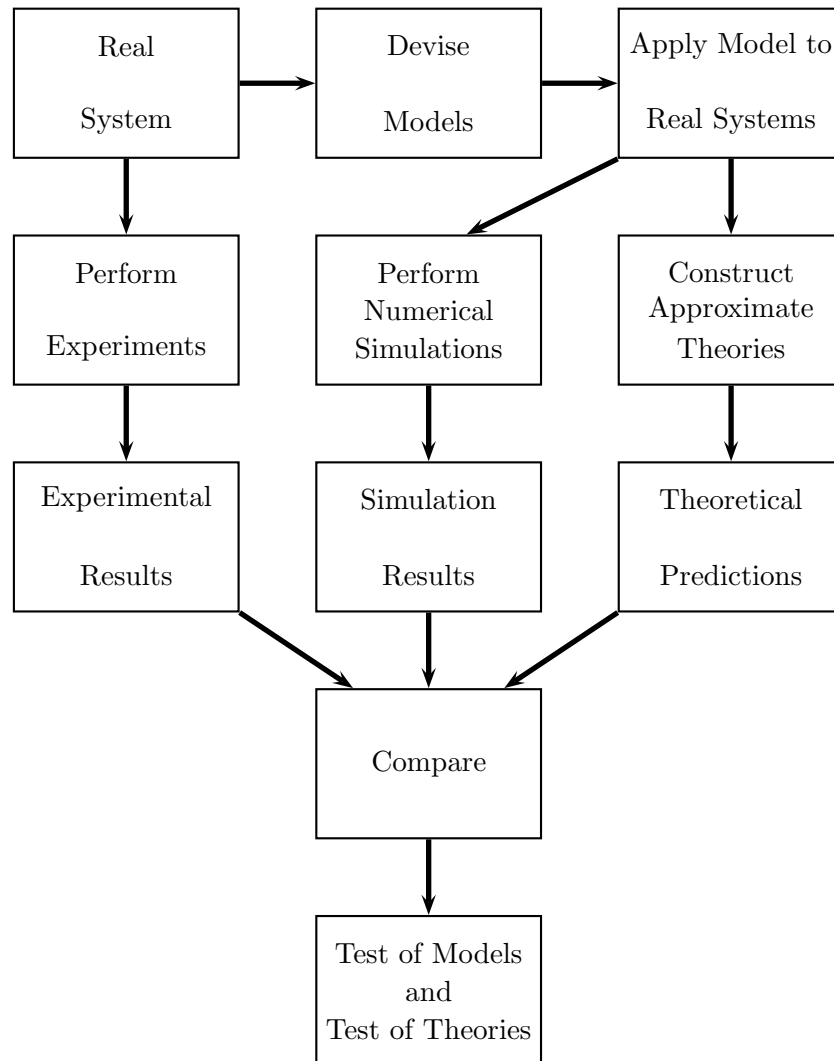 Real
System
Devise
Models
Apply Model to
Real Systems
Perform
Experiments
Perform
Numerical
Simulations
Construct
Approximate
Theories
Experimental
Results
Simulation
Results
Theoretical
Predictions
Compare
Test of Models
and
Test of Theories